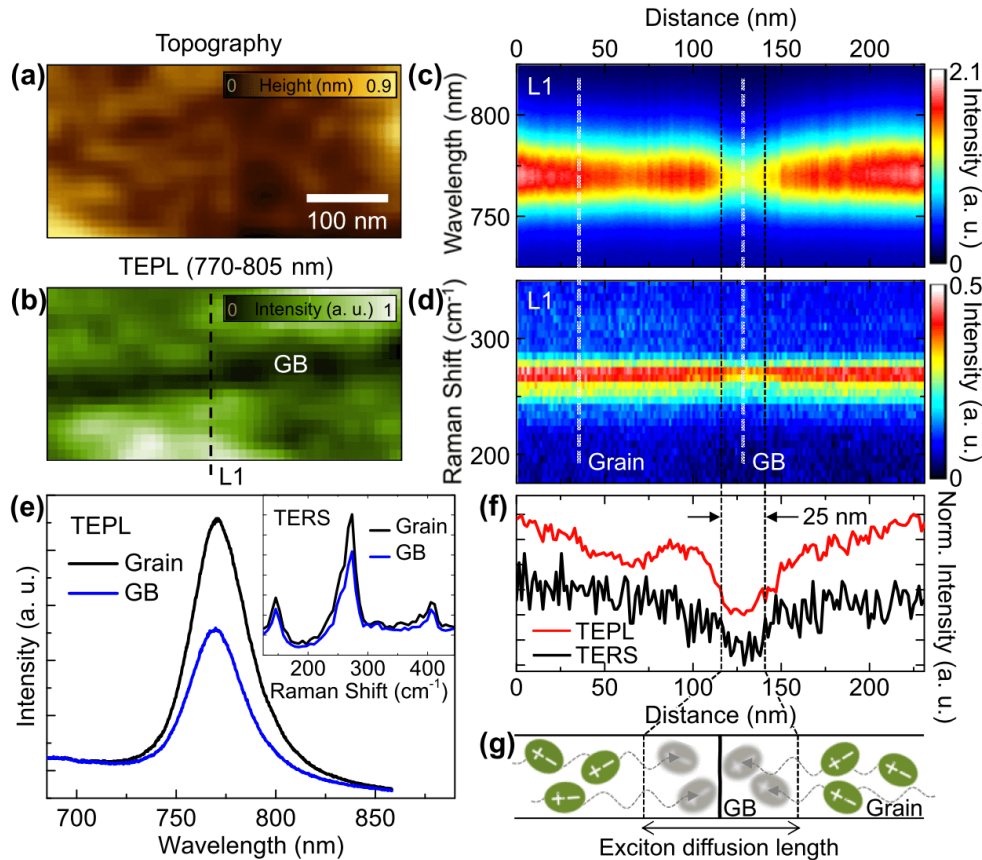 Topography
(a)
0 Height (nm) 0.9
100 nm
TEPL (770-805 nm)
(b)
0 Intensity (a. u.) 1
GB
L1
Distance (nm)
0 50 100 150 200
(c)
L1
Wavelength (nm)
800
750
2.1
Intensity (a. u.)
0
(d)
L1
Raman Shift (cm-1)
300
200
Grain
GB
0.5
Intensity (a. u.)
0
(e)
TEPL
Grain
GB
Intensity (a. u.)
700 750 800 850
Wavelength (nm)
TERS
Grain
GB
200 300 400
Raman Shift (cm-1)
(f)
25 nm
TEPL
TERS
Norm. Intensity (a. u.)
0 50 100 150 200
Distance (nm)
(g)
GB
Grain
Exciton diffusion length